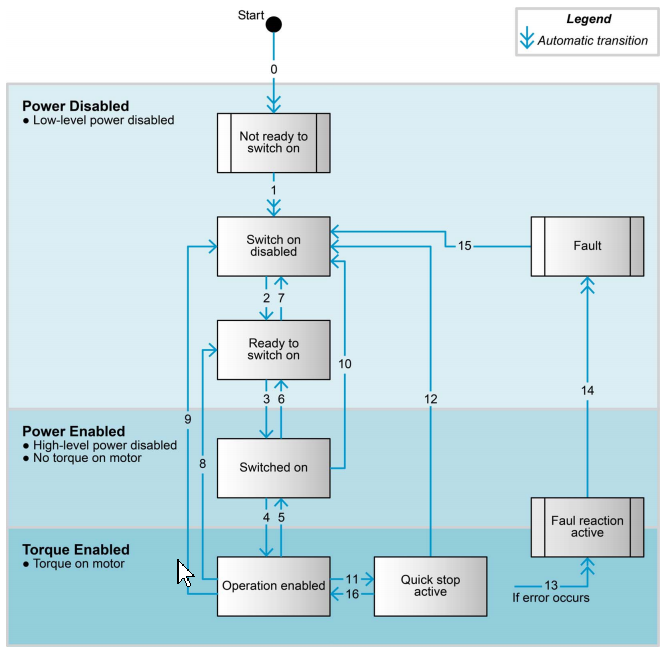 Start
Legend
Automatic transition
0
Power Disabled
● Low-level power disabled
Not ready to
switch on
1
Switch on
disabled
15
Fault
2
7
Ready to
switch on
10
3
6
12
14
9
Power Enabled
● High-level power disabled
● No torque on motor
8
Switched on
4
5
Faul reaction
active
Torque Enabled
● Torque on motor
Operation enabled
11
16
Quick stop
active
13
If error occurs